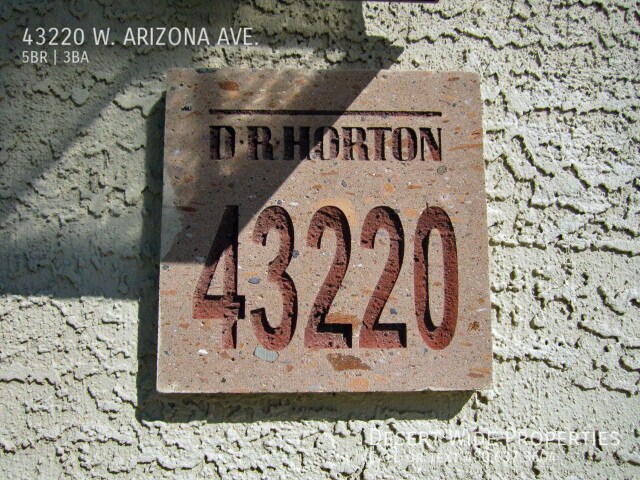 43220 W. ARIZONA AVE.
5BR | 3BA
D·R·HORTON
43220
DESERT WIDE PROPERTIES